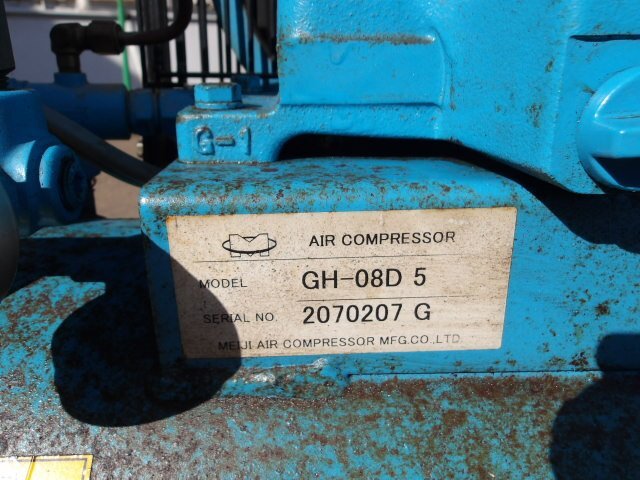 G-1
AIR COMPRESSOR
MODEL GH-08D 5
SERIAL NO. 2070207 G
MEIJI AIR COMPRESSOR MFG.CO.,LTD.